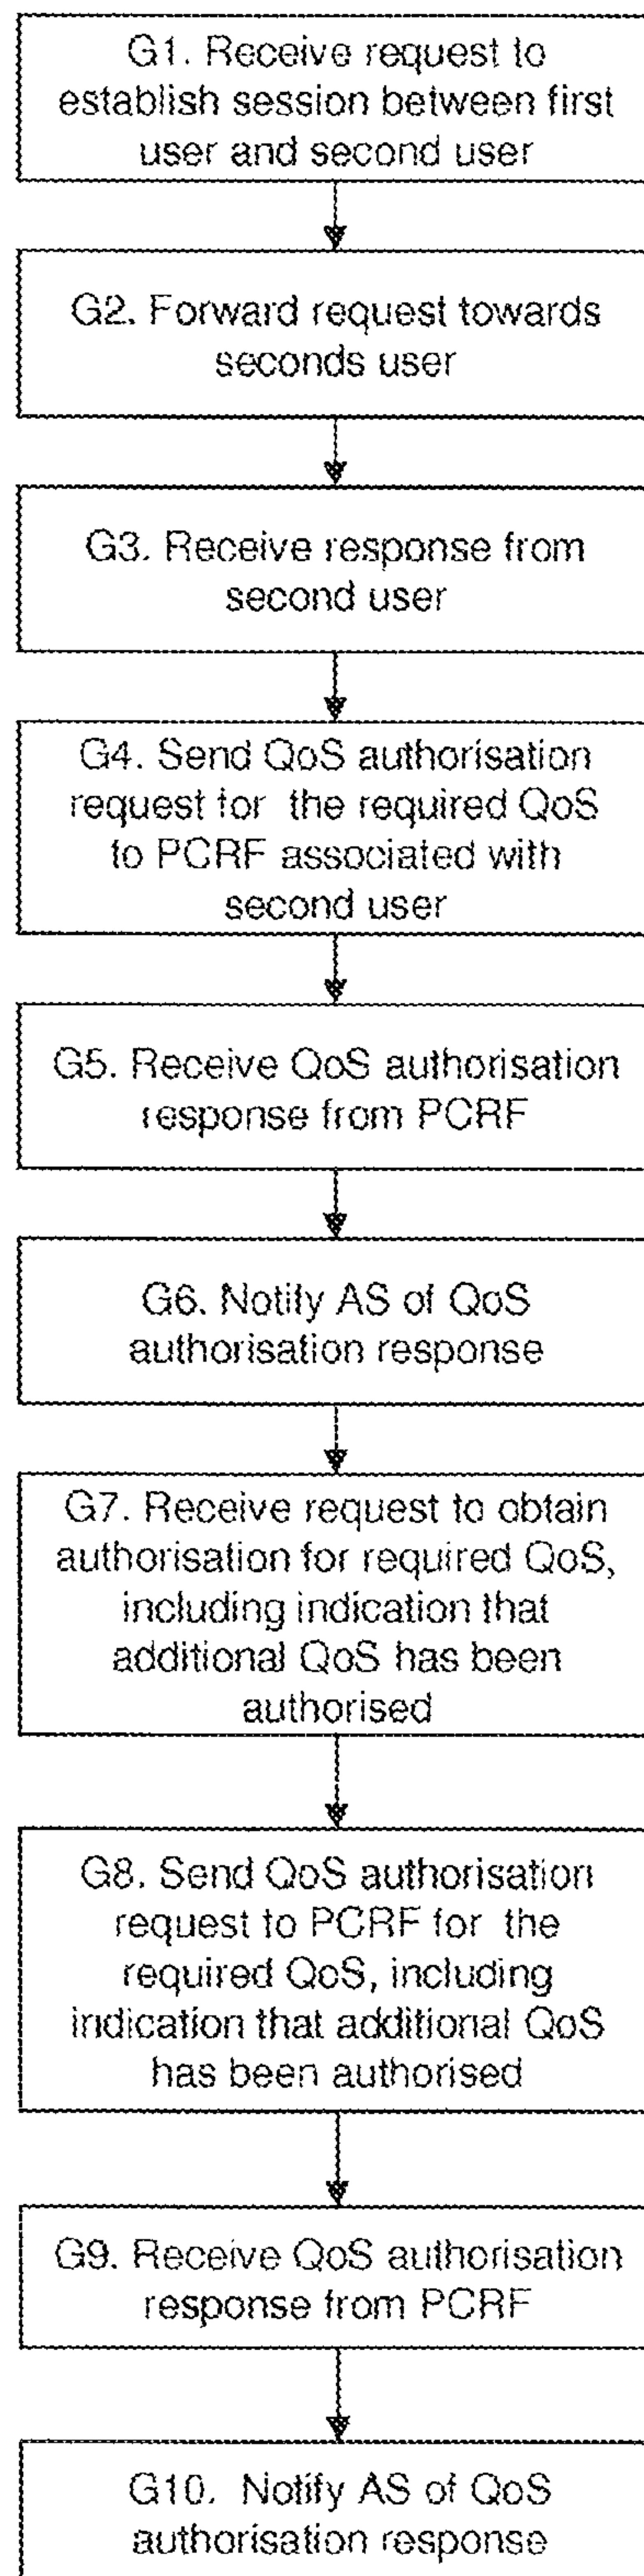 G1. Receive request to
establish session between first
user and second user
G2. Forward request towards
seconds user
G3. Receive response from
second user
G4. Send QoS authorisation
request for the required QoS
to PCRF associated with
second user
G5. Receive QoS authorisation
response from PCRF
G6. Notify AS of QoS
authorisation response
G7. Receive request to obtain
authorisation for required QoS,
including indication that
additional QoS has been
authorised
G8. Send QoS authorisation
request to PCRF for the
required QoS, including
indication that additional QoS
has been authorised
G9. Receive QoS authorisation
response from PCRF
G10. Notify AS of QoS
authorisation response